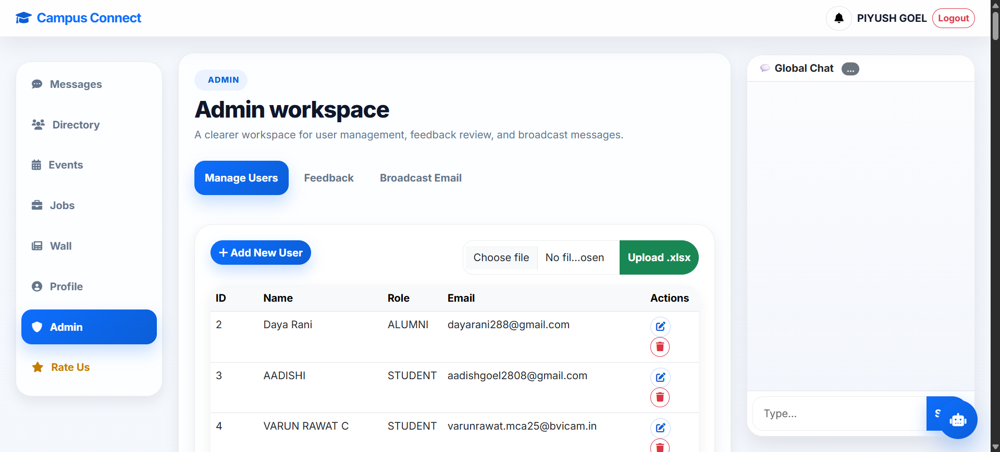 Campus Connect
PIYUSH GOEL
Logout
Messages
Directory
Events
Jobs
Wall
Profile
Admin
Rate Us
ADMIN
Admin workspace
A clearer workspace for user management, feedback review, and broadcast messages.
Manage Users Feedback Broadcast Email
+ Add New User
Choose file No fil...osen Upload .xlsx
ID Name Role Email Actions
2 Daya Rani ALUMNI dayarani288@gmail.com
3 AADISHI STUDENT aadishgoel2808@gmail.com
4 VARUN RAWAT C STUDENT varunrawat.mca25@bvicam.in
Global Chat ...
Type...